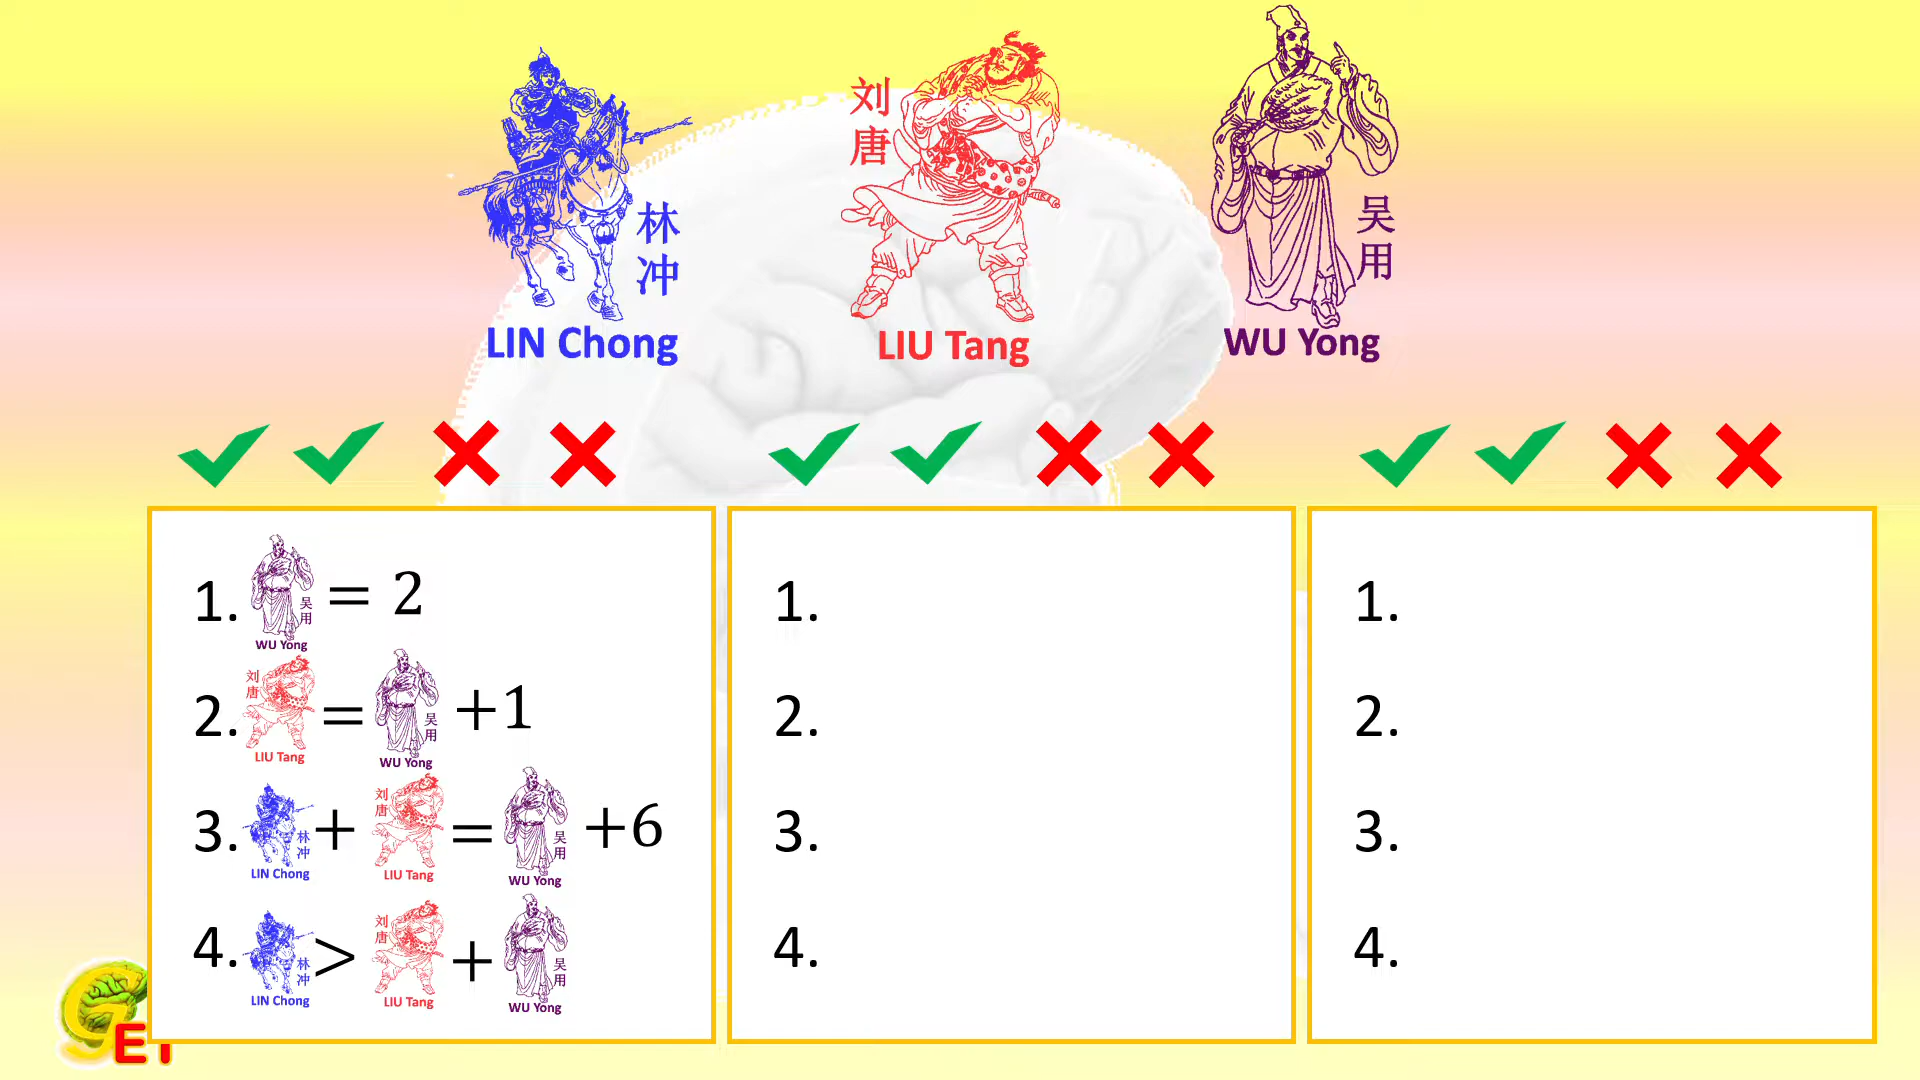 林冲
LIN Chong
刘唐
LIU Tang
吴用
WU Yong
1. 吴用 WU Yong = 2
2. 刘唐 LIU Tang = 吴用 WU Yong +1
3. 林冲 LIN Chong + 刘唐 LIU Tang = 吴用 WU Yong +6
4. 林冲 LIN Chong > 刘唐 LIU Tang + 吴用 WU Yong
1.
2.
3.
4.
1.
2.
3.
4.